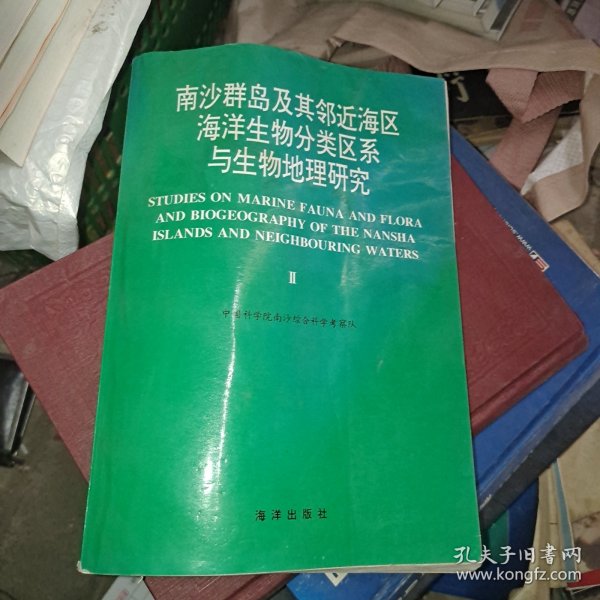 南沙群岛及其邻近海区
海洋生物分类区系
与生物地理研究
STUDIES ON MARINE FAUNA AND FLORA
AND BIOGEOGRAPHY OF THE NANSHA
ISLANDS AND NEIGHBOURING WATERS
II
中国科学院南沙综合科学考察队
海洋出版社
孔夫子旧书网
www.kongfz.com